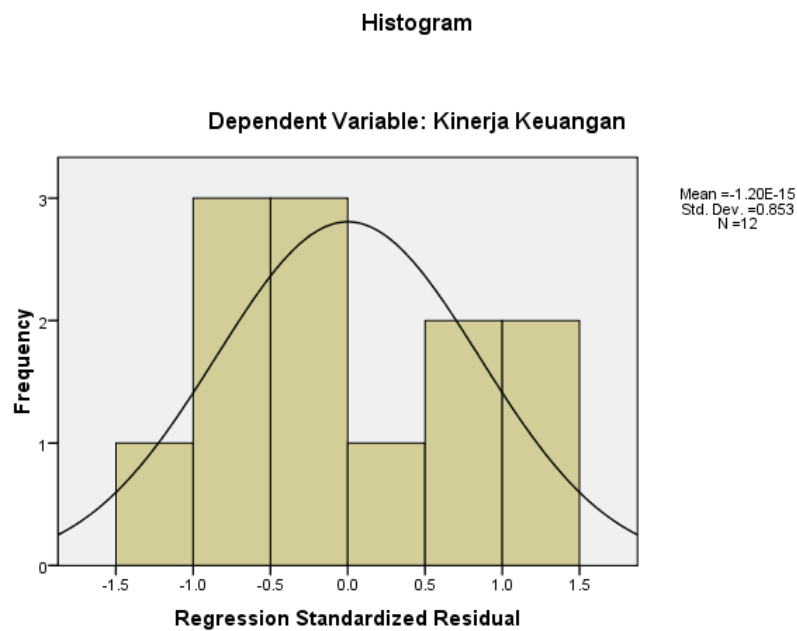 Histogram
Dependent Variable: Kinerja Keuangan
Mean =-1.20E-15
Std. Dev. =0.853
N =12
Frequency
3
2
1
0
-1.5 -1.0 -0.5 0.0 0.5 1.0 1.5
Regression Standardized Residual